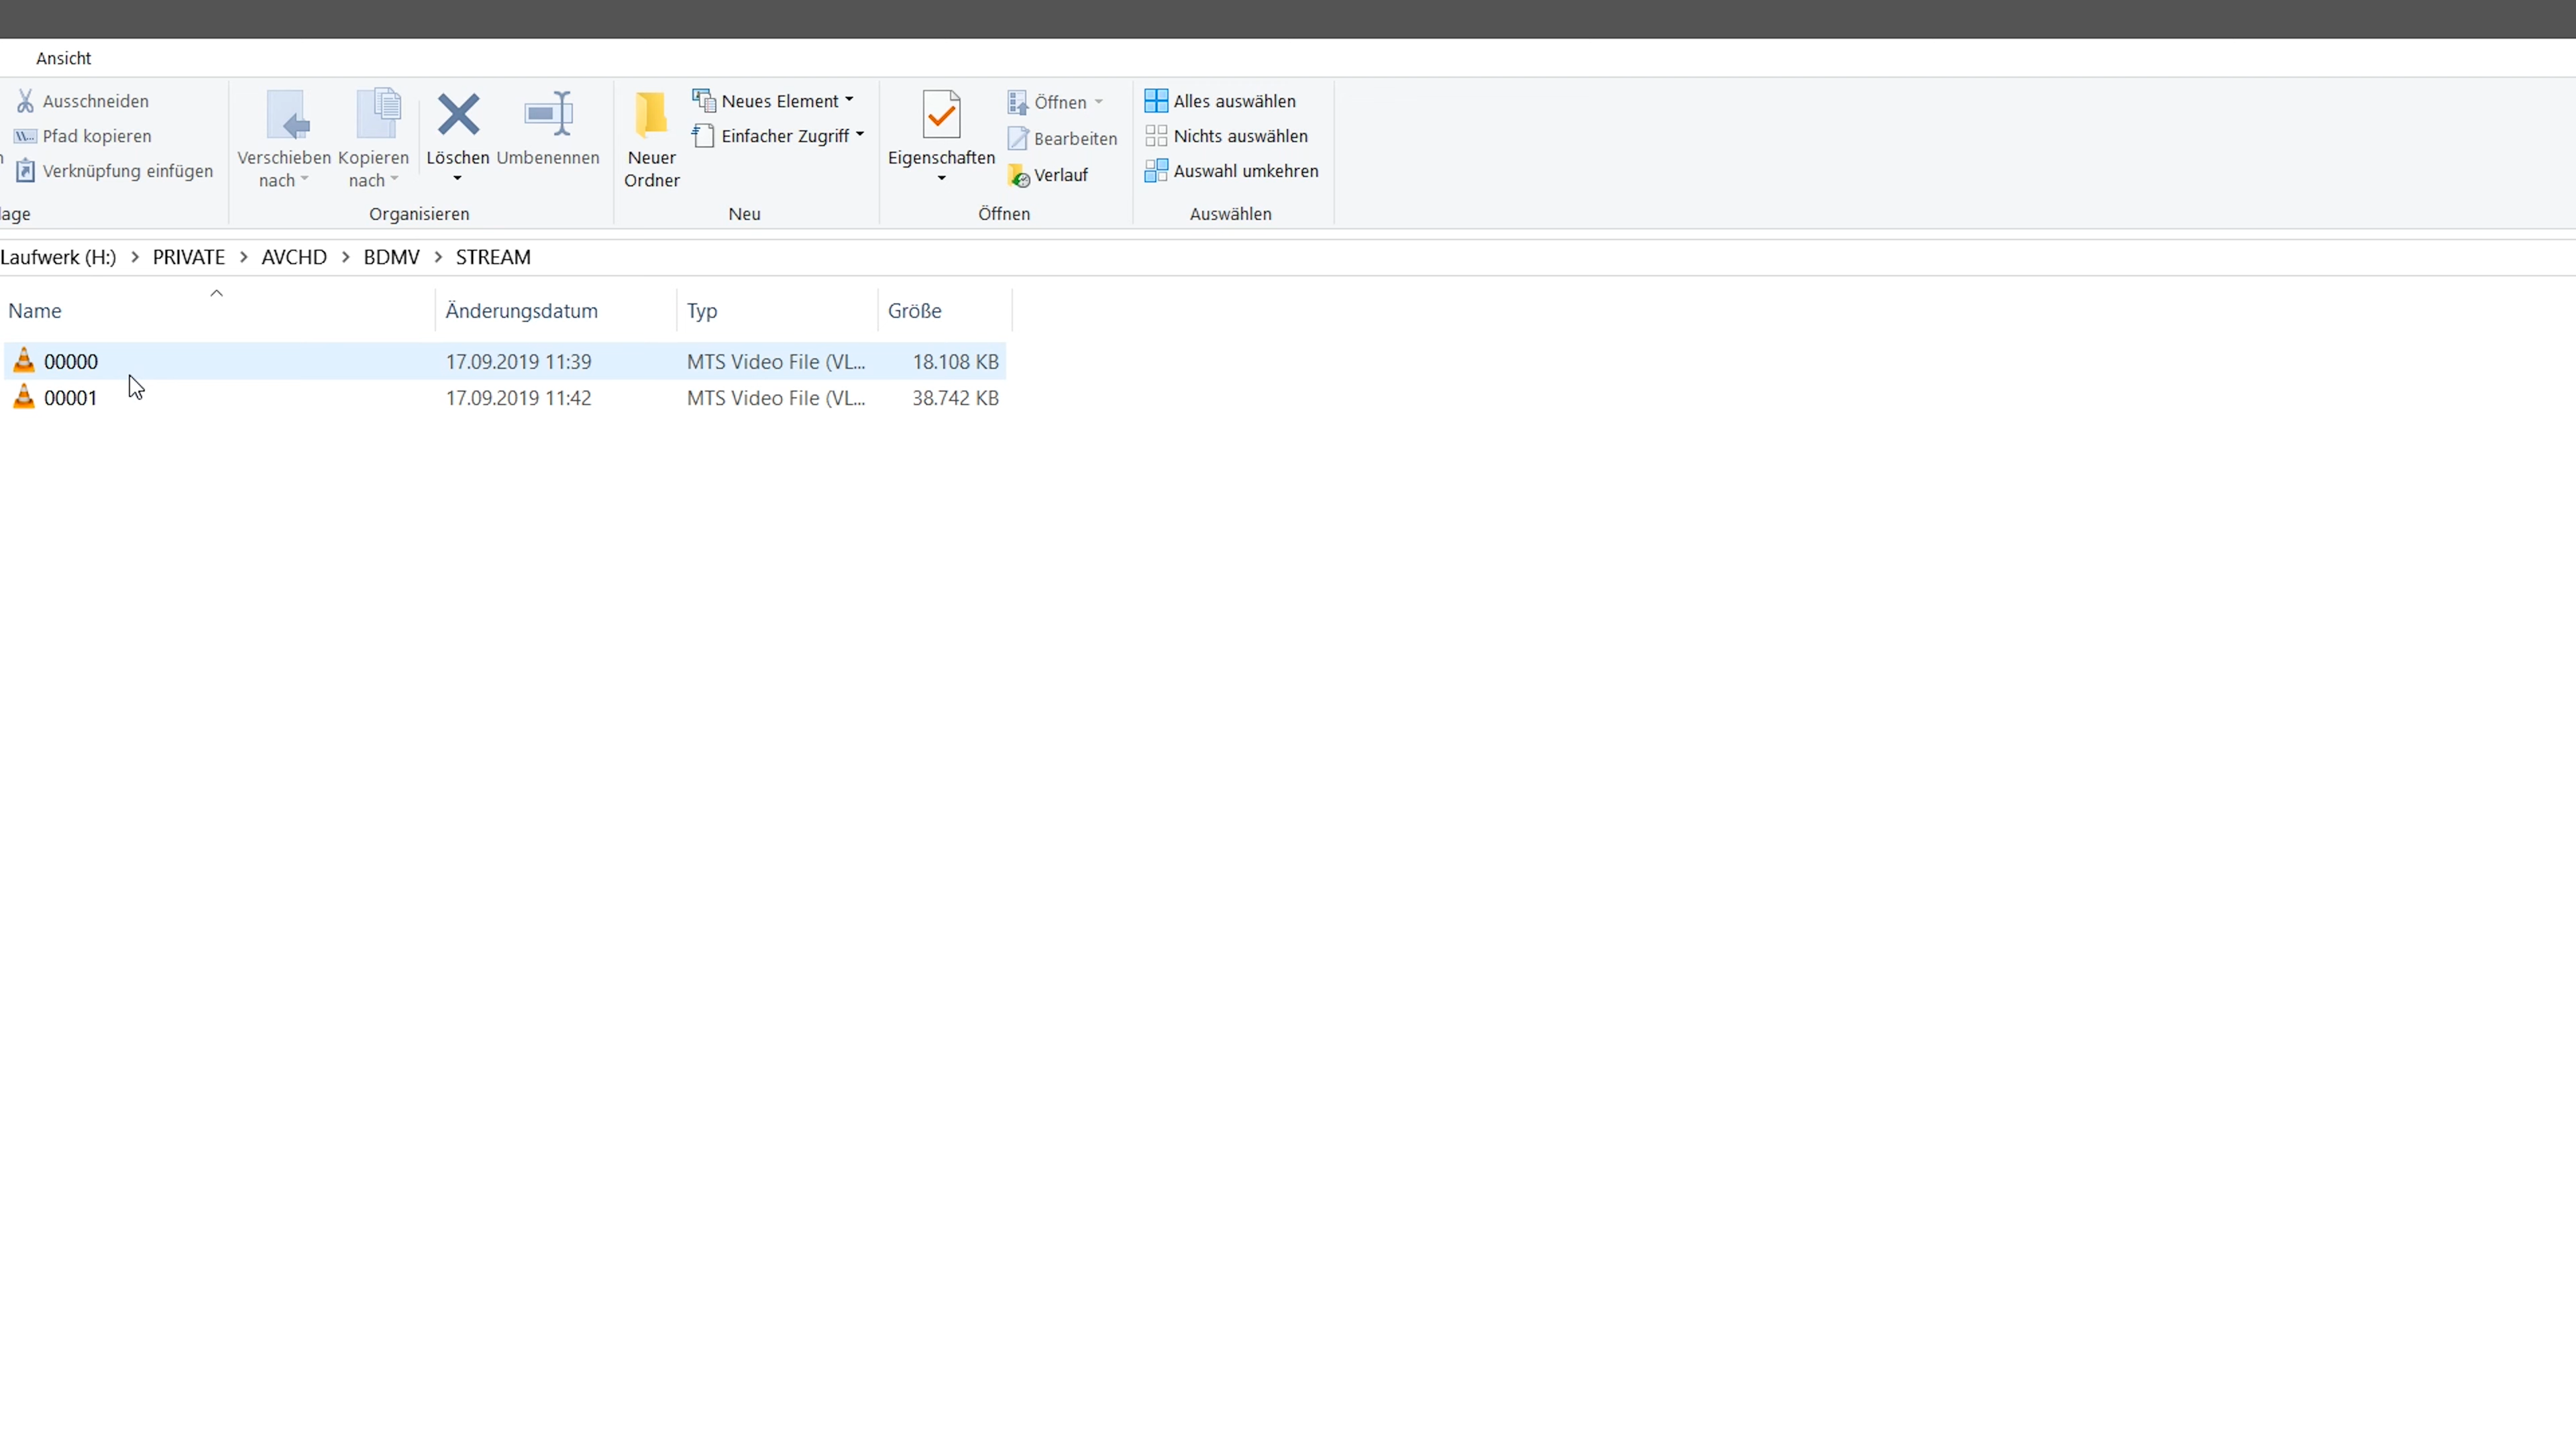 Ansicht
Ausschneiden
Pfad kopieren
Verknüpfung einfügen
Verschieben nach
Kopieren nach
Löschen
Umbenennen
Organisieren
Neuer Ordner
Neues Element
Einfacher Zugriff
Neu
Eigenschaften
Öffnen
Bearbeiten
Verlauf
Öffnen
Alles auswählen
Nichts auswählen
Auswahl umkehren
Auswählen
Laufwerk (H:) > PRIVATE > AVCHD > BDMV > STREAM
Name Änderungsdatum Typ Größe
00000 17.09.2019 11:39 MTS Video File (VL... 18.108 KB
00001 17.09.2019 11:42 MTS Video File (VL... 38.742 KB